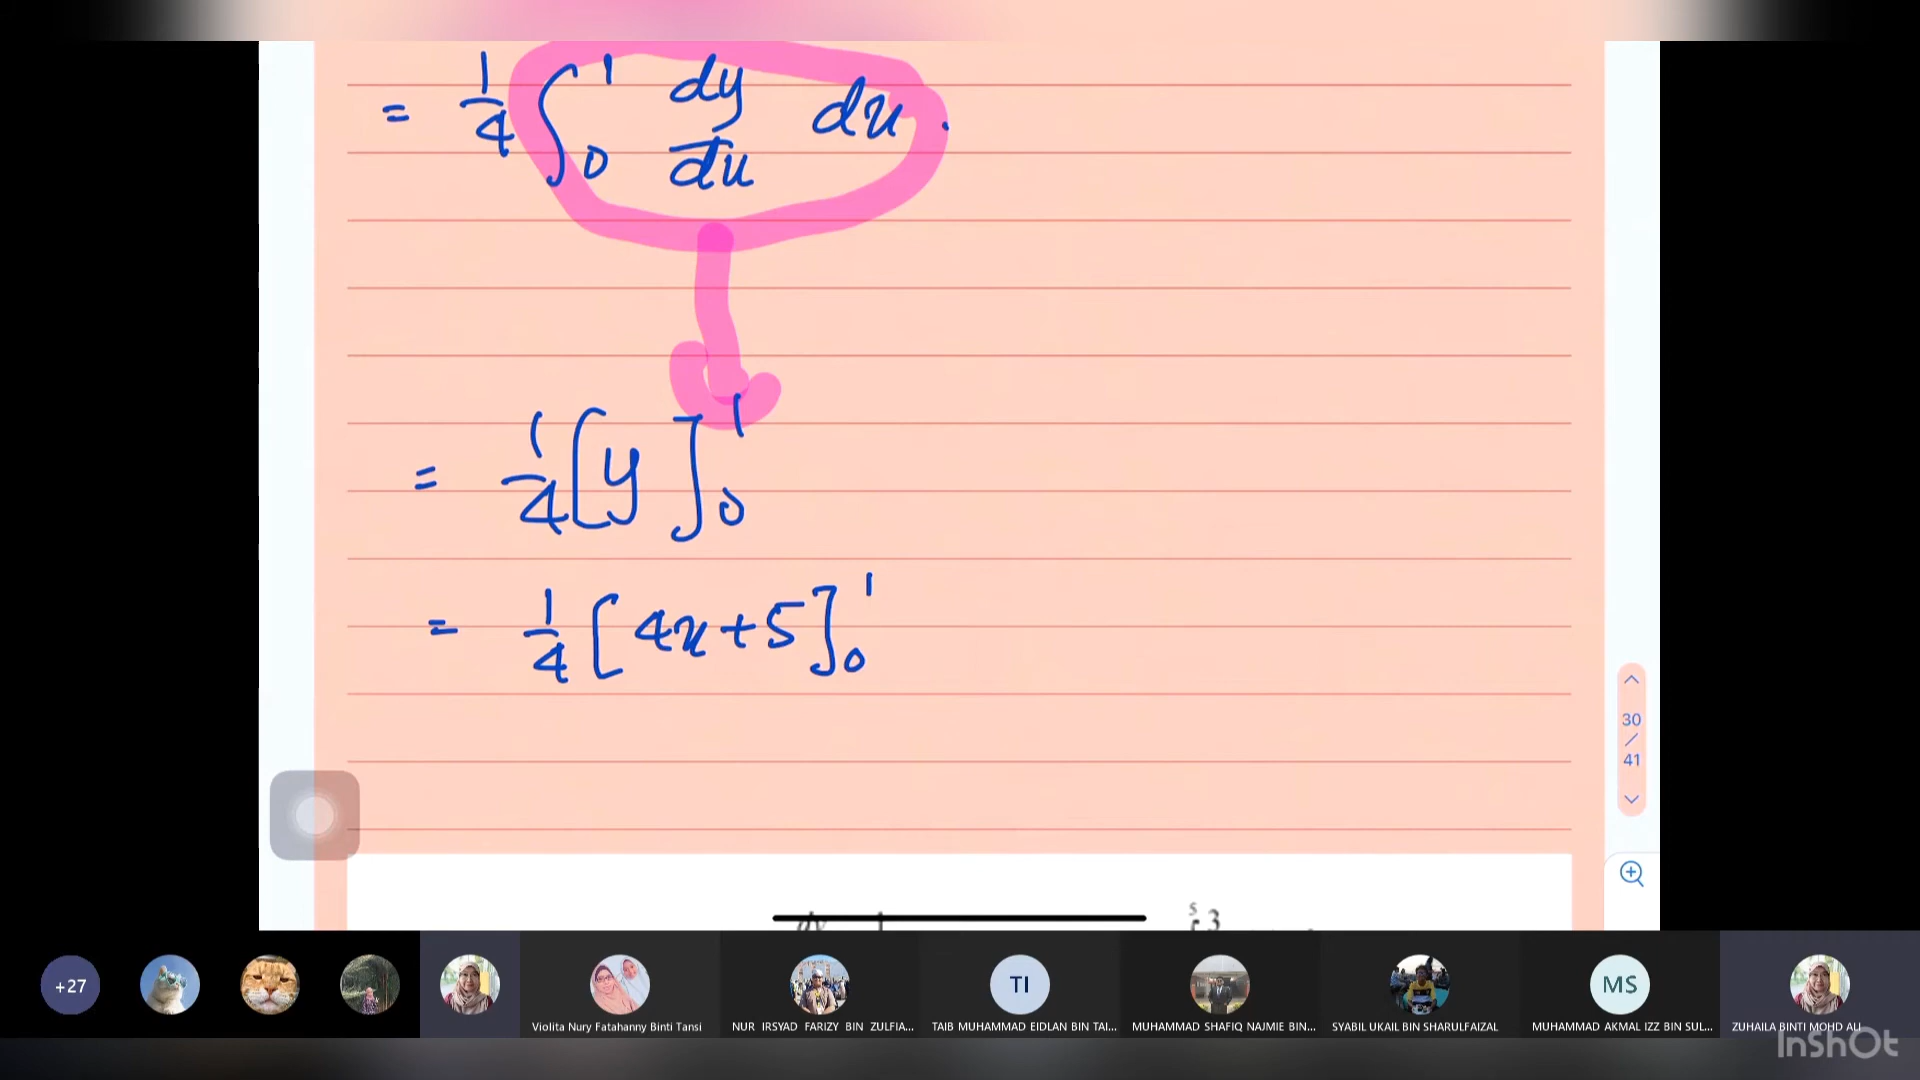 = 1/4 ∫₀¹ dy/dx dx.
= 1/4 [y]₀¹
= 1/4 [4x+5]₀¹
30
/
41
5
3
+27
TI
MS
Violita Nury Fatahanny Binti Tansi
NUR IRSYAD FARIZY BIN ZULFIA...
TAIB MUHAMMAD EIDLAN BIN TAI...
MUHAMMAD SHAFIQ NAJMIE BIN...
SYABIL UKAIL BIN SHARULFAIZAL
MUHAMMAD AKMAL IZZ BIN SUL...
ZUHAILA BINTI MOHD ALI
InShOt